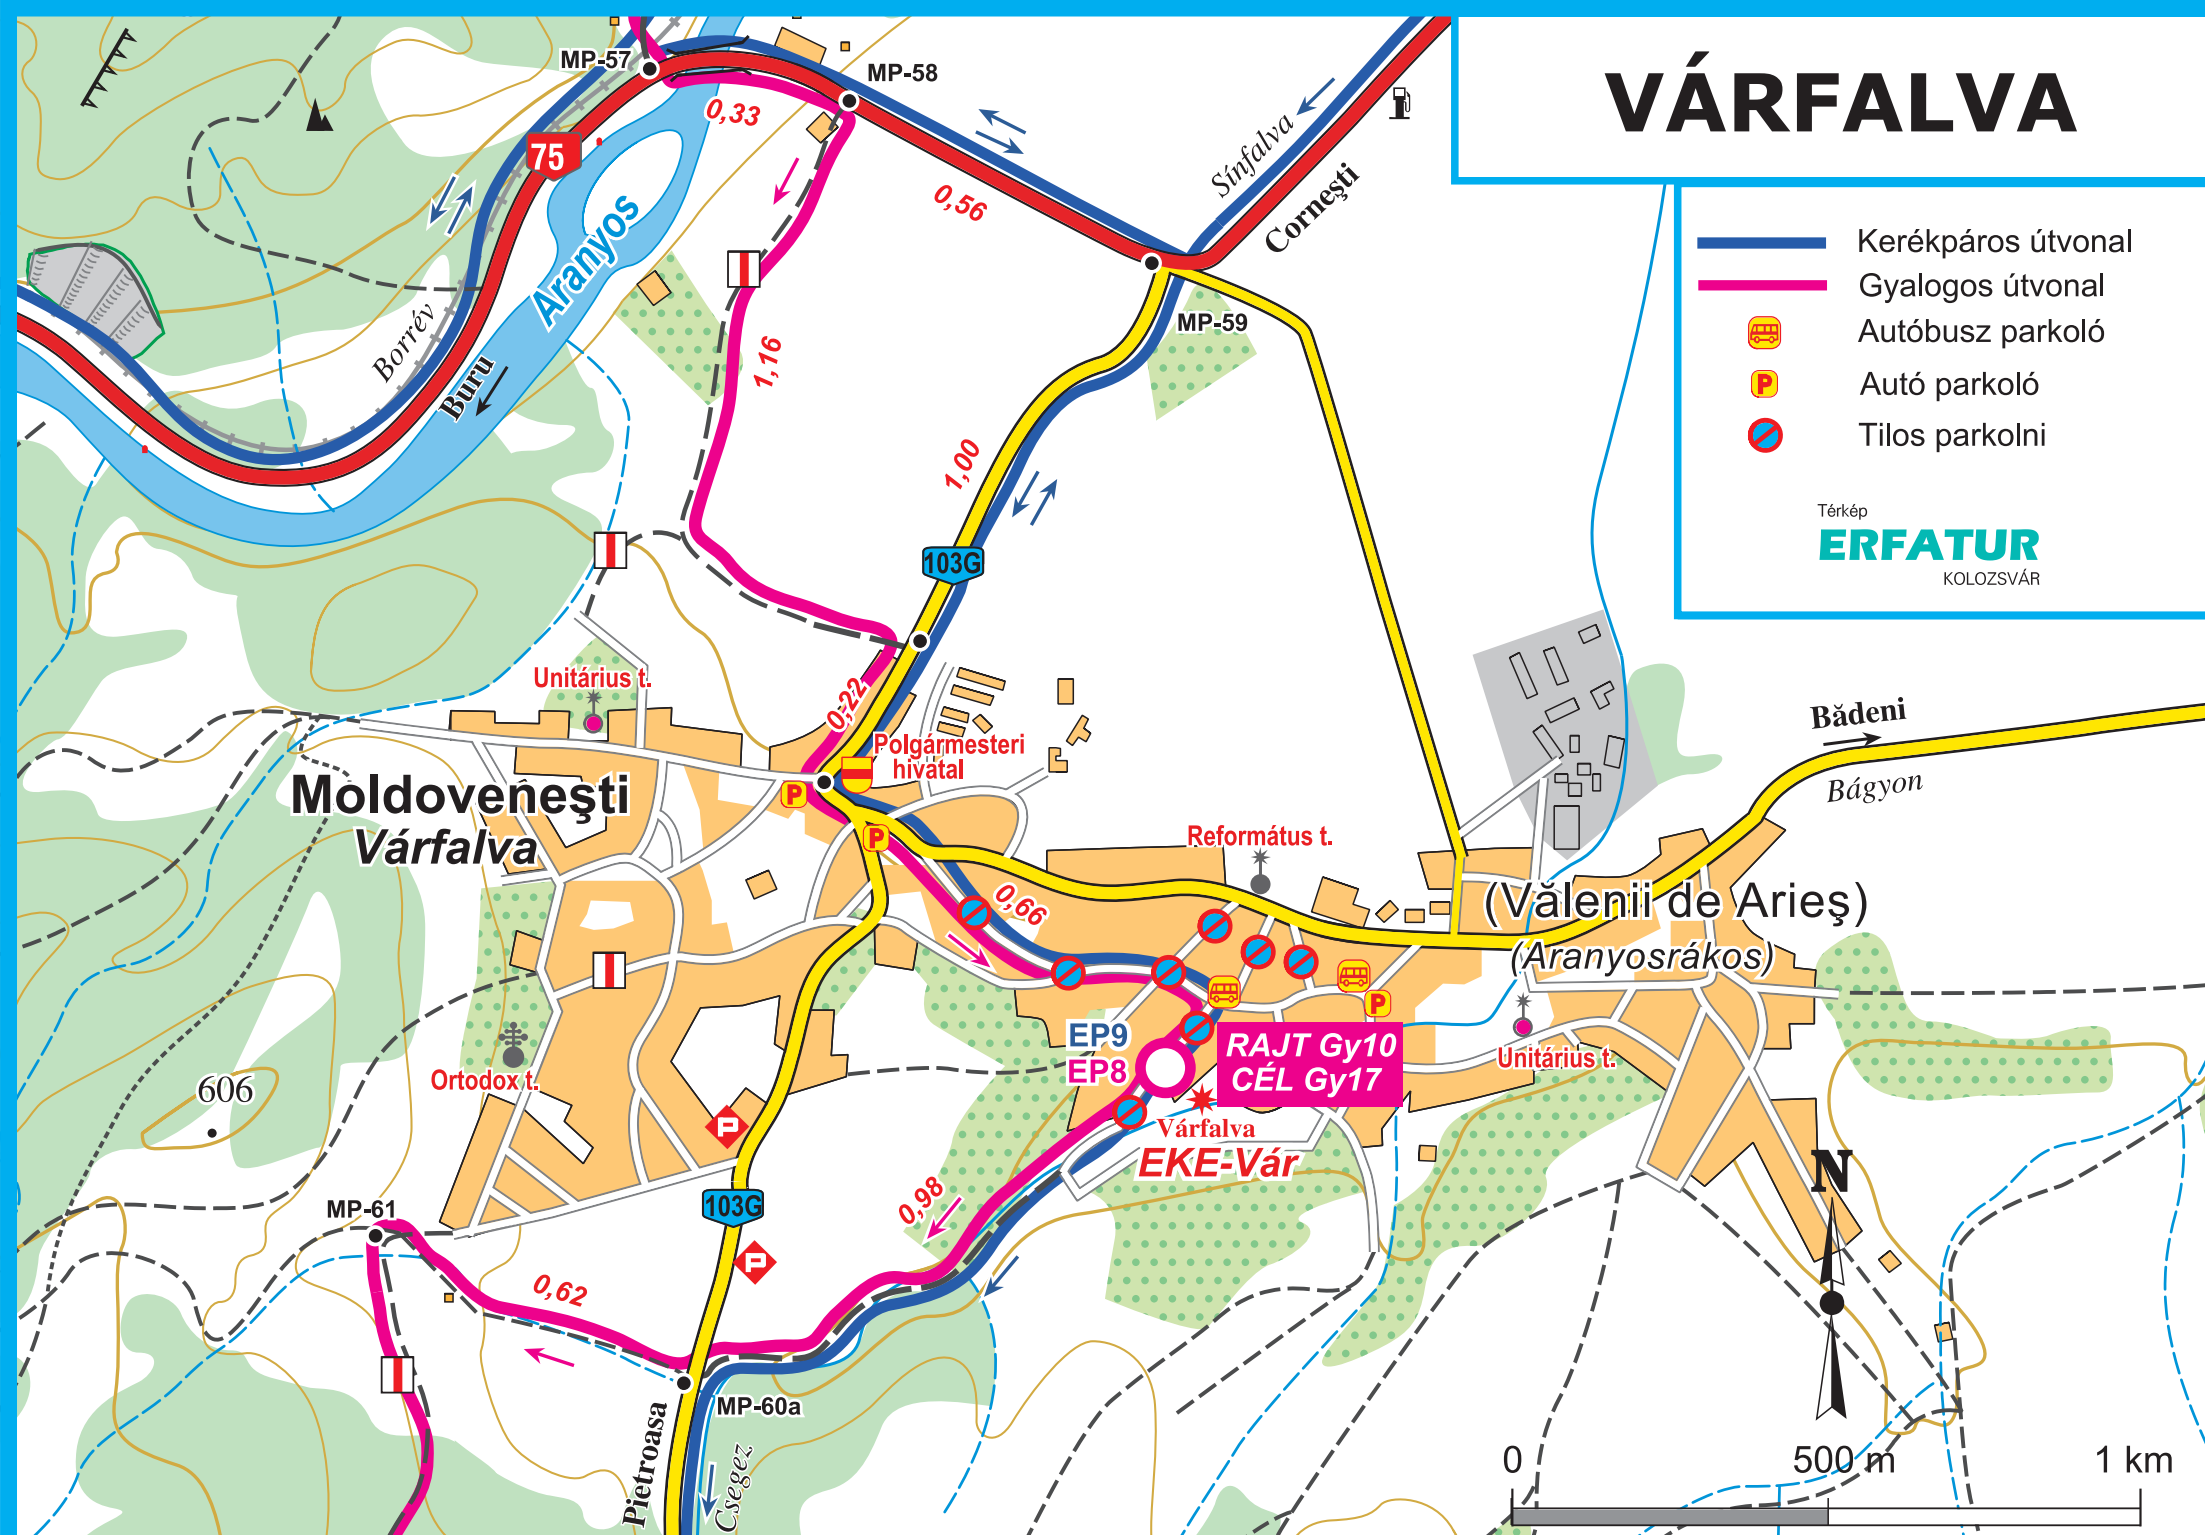 VÁRFALVA
Kerékpáros útvonal
Gyalogos útvonal
Autóbusz parkoló
P
Autó parkoló
Tilos parkolni
Térkép
ERFATUR
KOLOZSVÁR
MP-57
MP-58
0,33
75
0,56
Sínfalva
Corneşti
Aranyos
MP-59
Borrév
Buru
1,16
1,00
103G
Unitárius t.
0,22
Polgármesteri
hivatal
P
P
Moldoveneşti
Várfalva
Bădeni
Bágyon
Református t.
0,66
(Vălenii de Arieş)
(Aranyosrákos)
P
EP9
EP8
RAJT Gy10
CÉL Gy17
Unitárius t.
Ortodox t.
606
P
Várfalva
EKE-Vár
N
0,98
103G
MP-61
P
0,62
MP-60a
Pietroasa
Csegez
0
500 m
1 km